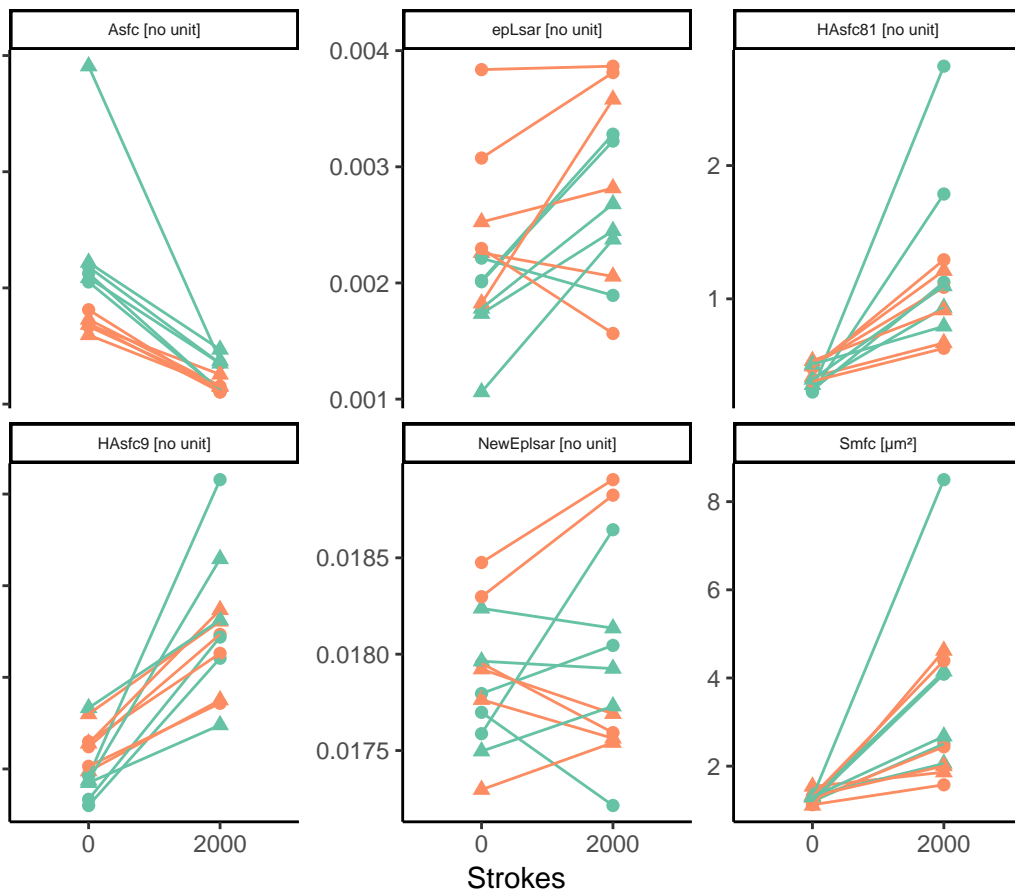 Asfc [no unit]
epLsar [no unit]
HAsfc81 [no unit]
0.004
0.003
0.002
0.001
2
1
HAsfc9 [no unit]
NewEplsar [no unit]
Smfc [µm²]
0.0185
0.0180
0.0175
8
6
4
2
0 2000 0 2000 0 2000
Strokes